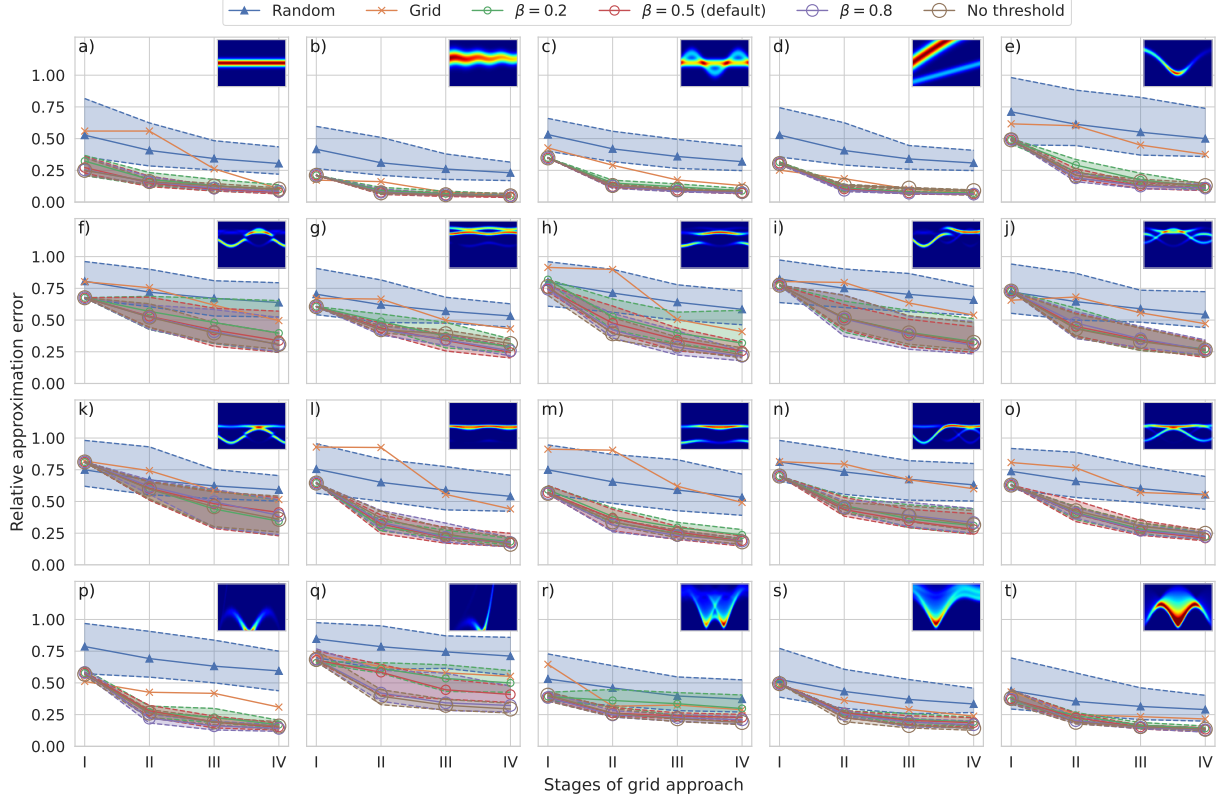 Random Grid β = 0.2 β = 0.5 (default) β = 0.8 No threshold
a) b) c) d) e)
1.00
0.75
0.50
0.25
0.00
f) g) h) i) j)
1.00
0.75
0.50
0.25
0.00
k) l) m) n) o)
1.00
0.75
0.50
0.25
0.00
p) q) r) s) t)
1.00
0.75
0.50
0.25
0.00
I II III IV I II III IV I II III IV I II III IV I II III IV
Relative approximation error
Stages of grid approach